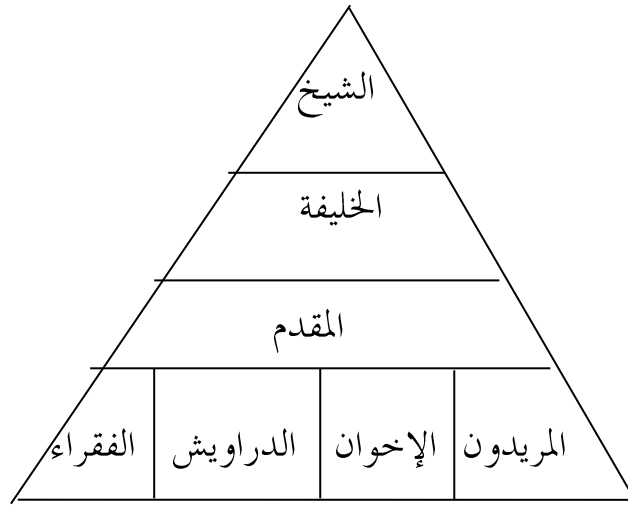 الشيخ
الخليفة
المقدم
المريدون
الإخوان
الدراويش
الفقراء